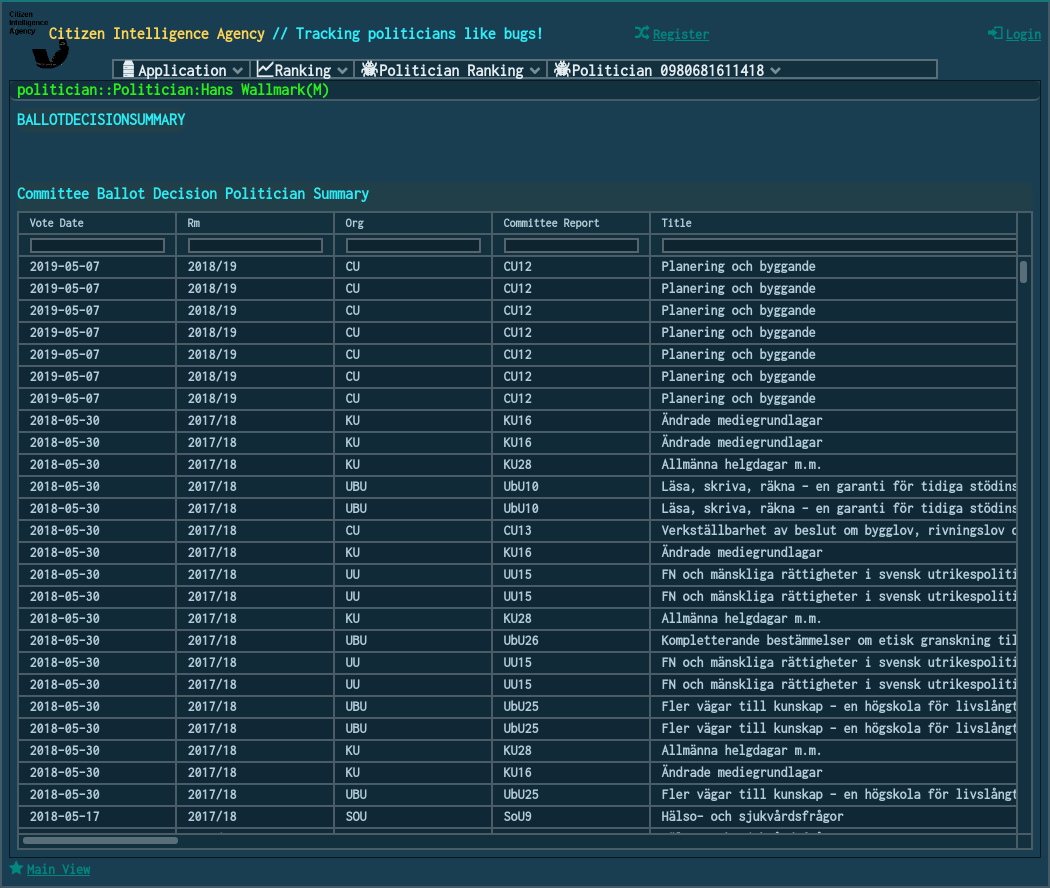 Citizen
Intelligence
Agency
Citizen Intelligence Agency // Tracking politicians like bugs!
Register
Login
Application
Ranking
Politician Ranking
Politician 0980681611418
politician::Politician:Hans Wallmark(M)
BALLOTDECISIONSUMMARY
Committee Ballot Decision Politician Summary
Vote Date Rm Org Committee Report Title
2019-05-07 2018/19 CU CU12 Planering och byggande
2019-05-07 2018/19 CU CU12 Planering och byggande
2019-05-07 2018/19 CU CU12 Planering och byggande
2019-05-07 2018/19 CU CU12 Planering och byggande
2019-05-07 2018/19 CU CU12 Planering och byggande
2019-05-07 2018/19 CU CU12 Planering och byggande
2019-05-07 2018/19 CU CU12 Planering och byggande
2018-05-30 2017/18 KU KU16 Ändrade mediegrundlagar
2018-05-30 2017/18 KU KU16 Ändrade mediegrundlagar
2018-05-30 2017/18 KU KU28 Allmänna helgdagar m.m.
2018-05-30 2017/18 UBU UbU10 Läsa, skriva, räkna – en garanti för tidiga stödins
2018-05-30 2017/18 UBU UbU10 Läsa, skriva, räkna – en garanti för tidiga stödins
2018-05-30 2017/18 CU CU13 Verkställbarhet av beslut om bygglov, rivningslov o
2018-05-30 2017/18 KU KU16 Ändrade mediegrundlagar
2018-05-30 2017/18 UU UU15 FN och mänskliga rättigheter i svensk utrikespoliti
2018-05-30 2017/18 UU UU15 FN och mänskliga rättigheter i svensk utrikespoliti
2018-05-30 2017/18 KU KU28 Allmänna helgdagar m.m.
2018-05-30 2017/18 UBU UbU26 Kompletterande bestämmelser om etisk granskning til
2018-05-30 2017/18 UU UU15 FN och mänskliga rättigheter i svensk utrikespoliti
2018-05-30 2017/18 UU UU15 FN och mänskliga rättigheter i svensk utrikespoliti
2018-05-30 2017/18 UBU UbU25 Fler vägar till kunskap – en högskola för livslångt
2018-05-30 2017/18 UBU UbU25 Fler vägar till kunskap – en högskola för livslångt
2018-05-30 2017/18 KU KU28 Allmänna helgdagar m.m.
2018-05-30 2017/18 KU KU16 Ändrade mediegrundlagar
2018-05-30 2017/18 UBU UbU25 Fler vägar till kunskap – en högskola för livslångt
2018-05-17 2017/18 SOU SoU9 Hälso- och sjukvårdsfrågor
Main View